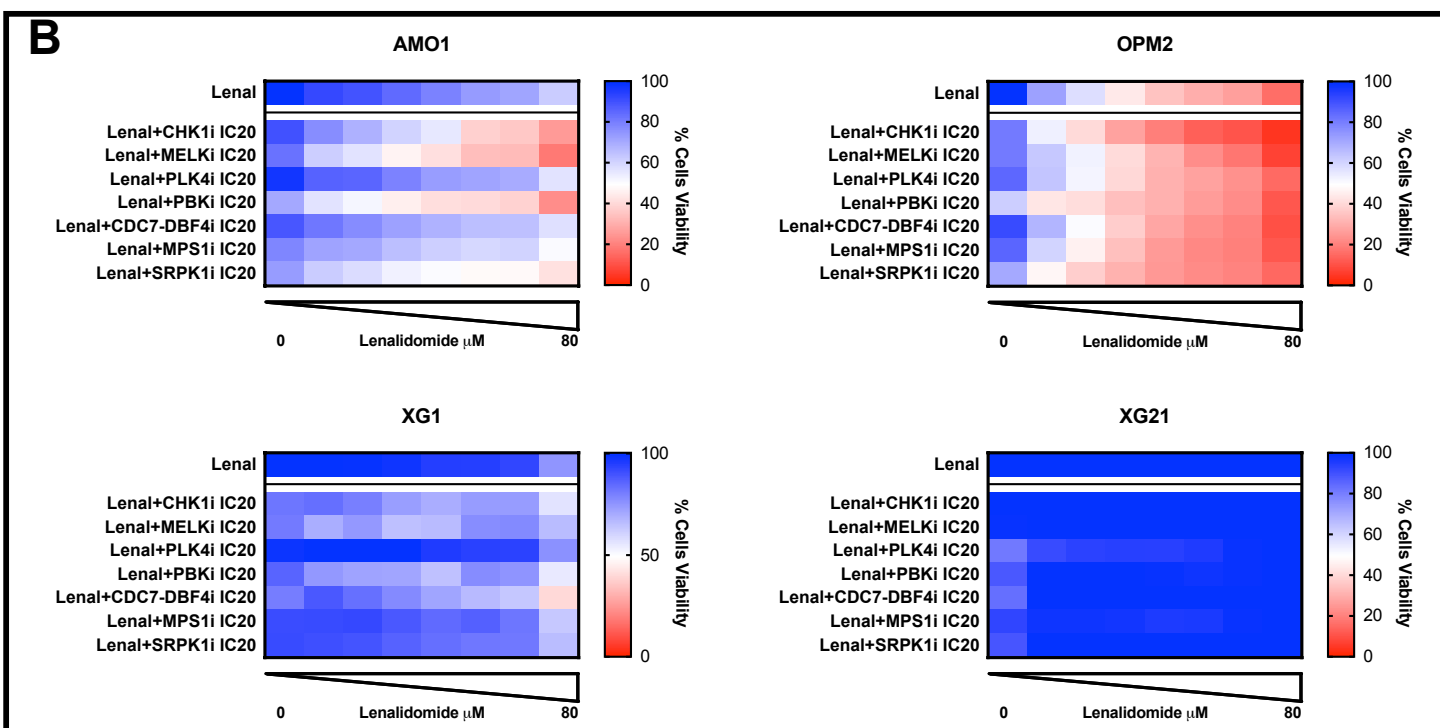 B
AMO1
Lenal
Lenal+CHK1i IC20
Lenal+MELKi IC20
Lenal+PLK4i IC20
Lenal+PBKi IC20
Lenal+CDC7-DBF4i IC20
Lenal+MPS1i IC20
Lenal+SRPK1i IC20
100
80
60
40
20
0
% Cells Viability
0 Lenalidomide μM 80
OPM2
Lenal
Lenal+CHK1i IC20
Lenal+MELKi IC20
Lenal+PLK4i IC20
Lenal+PBKi IC20
Lenal+CDC7-DBF4i IC20
Lenal+MPS1i IC20
Lenal+SRPK1i IC20
100
80
60
40
20
0
% Cells Viability
0 Lenalidomide μM 80
XG1
Lenal
Lenal+CHK1i IC20
Lenal+MELKi IC20
Lenal+PLK4i IC20
Lenal+PBKi IC20
Lenal+CDC7-DBF4i IC20
Lenal+MPS1i IC20
Lenal+SRPK1i IC20
100
50
0
% Cells Viability
0 Lenalidomide μM 80
XG21
Lenal
Lenal+CHK1i IC20
Lenal+MELKi IC20
Lenal+PLK4i IC20
Lenal+PBKi IC20
Lenal+CDC7-DBF4i IC20
Lenal+MPS1i IC20
Lenal+SRPK1i IC20
100
80
60
40
20
0
% Cells Viability
0 Lenalidomide μM 80